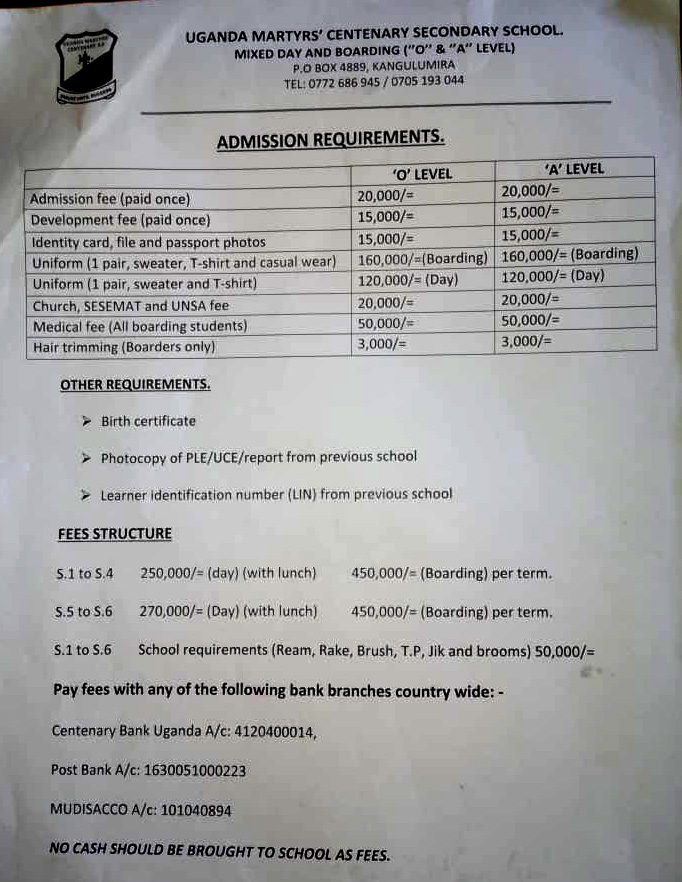 UGANDA MARTYRS' CENTENARY SECONDARY SCHOOL.
MIXED DAY AND BOARDING ("O" & "A" LEVEL)
P.O BOX 4889, KANGULUMIRA
TEL: 0772 686 945 / 0705 193 044
ADMISSION REQUIREMENTS.
'O' LEVEL 'A' LEVEL
Admission fee (paid once) 20,000/= 20,000/=
Development fee (paid once) 15,000/= 15,000/=
Identity card, file and passport photos 15,000/= 15,000/=
Uniform (1 pair, sweater, T-shirt and casual wear) 160,000/=(Boarding) 160,000/= (Boarding)
Uniform (1 pair, sweater and T-shirt) 120,000/= (Day) 120,000/= (Day)
Church, SESEMAT and UNSA fee 20,000/= 20,000/=
Medical fee (All boarding students) 50,000/= 50,000/=
Hair trimming (Boarders only) 3,000/= 3,000/=
OTHER REQUIREMENTS.
➢ Birth certificate
➢ Photocopy of PLE/UCE/report from previous school
➢ Learner identification number (LIN) from previous school
FEES STRUCTURE
S.1 to S.4 250,000/= (day) (with lunch) 450,000/= (Boarding) per term.
S.5 to S.6 270,000/= (Day) (with lunch) 450,000/= (Boarding) per term.
S.1 to S.6 School requirements (Ream, Rake, Brush, T.P, Jik and brooms) 50,000/=
Pay fees with any of the following bank branches country wide: -
Centenary Bank Uganda A/c: 4120400014,
Post Bank A/c: 1630051000223
MUDISACCO A/c: 101040894
NO CASH SHOULD BE BROUGHT TO SCHOOL AS FEES.